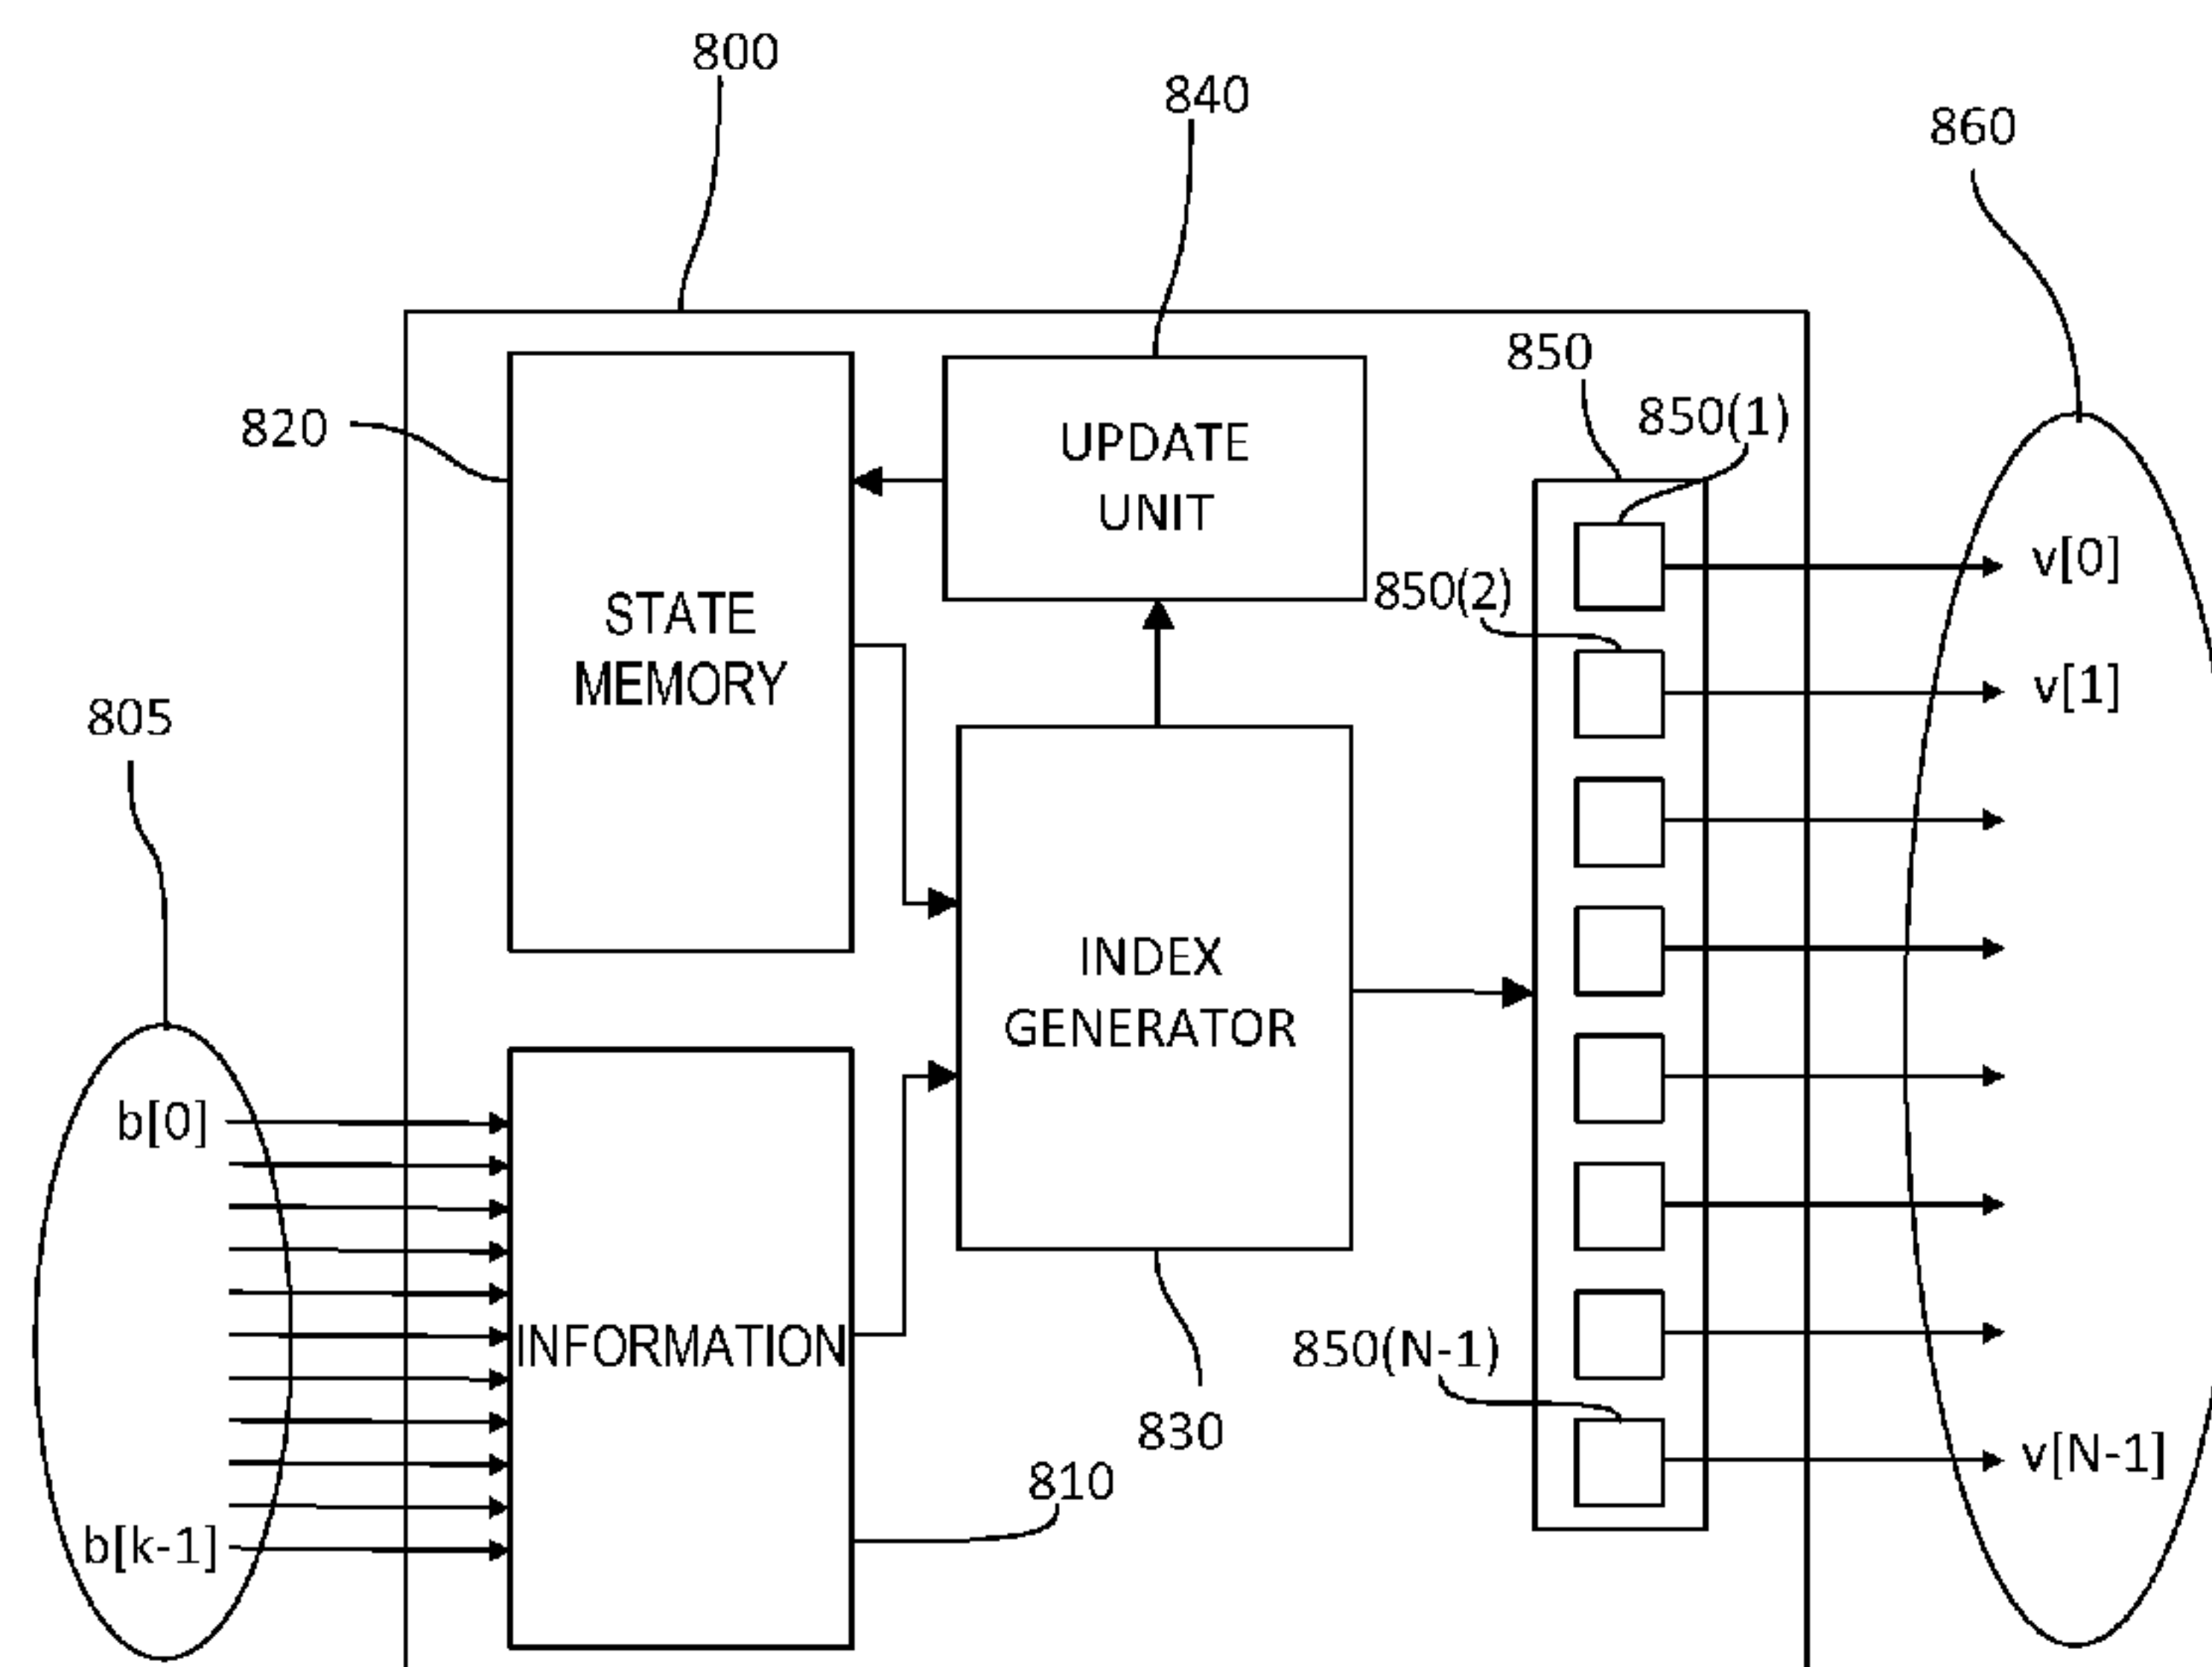 800
840
860
850
850(1)
820
UPDATE
UNIT
v[0]
850(2)
STATE
MEMORY
v[1]
805
INDEX
GENERATOR
b[0]
INFORMATION
850(N-1)
830
v[N-1]
810
b[k-1]